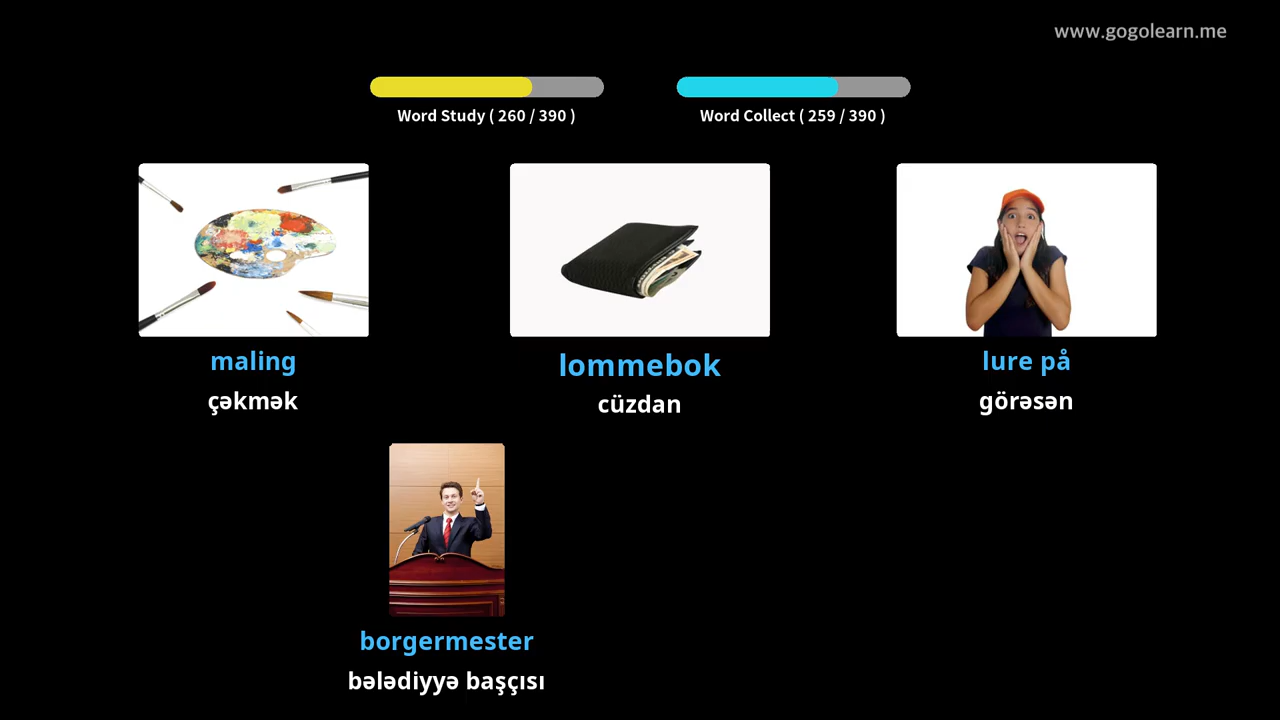 www.gogolearn.me
Word Study ( 260 / 390 )
Word Collect ( 259 / 390 )
maling
çəkmək
lommebok
cüzdan
lure på
görəsən
borgermester
bələdiyyə başçısı